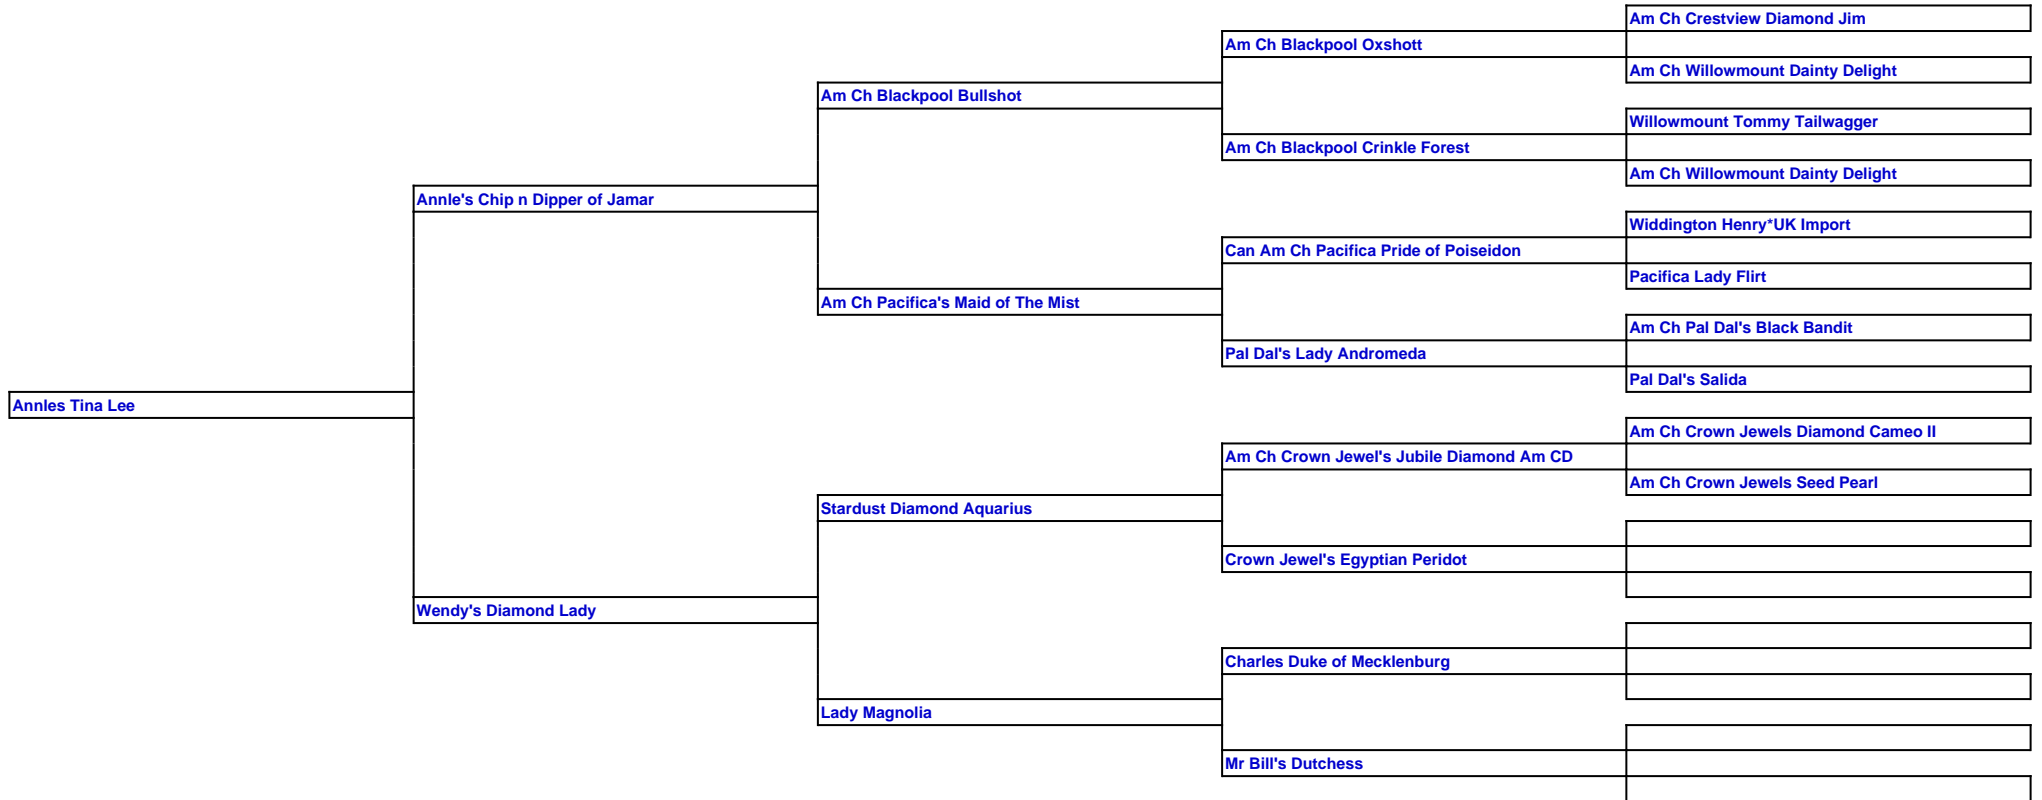 Am Ch Crestview Diamond Jim
Am Ch Blackpool Oxshott
Am Ch Willowmount Dainty Delight
Am Ch Blackpool Bullshot
Willowmount Tommy Tailwagger
Am Ch Blackpool Crinkle Forest
Am Ch Willowmount Dainty Delight
Annle's Chip n Dipper of Jamar
Widdington Henry*UK Import
Can Am Ch Pacifica Pride of Poiseidon
Pacifica Lady Flirt
Am Ch Pacifica's Maid of The Mist
Am Ch Pal Dal's Black Bandit
Pal Dal's Lady Andromeda
Pal Dal's Salida
Annles Tina Lee
Am Ch Crown Jewels Diamond Cameo II
Am Ch Crown Jewel's Jubile Diamond Am CD
Am Ch Crown Jewels Seed Pearl
Stardust Diamond Aquarius
Crown Jewel's Egyptian Peridot
Wendy's Diamond Lady
Charles Duke of Mecklenburg
Lady Magnolia
Mr Bill's Dutchess